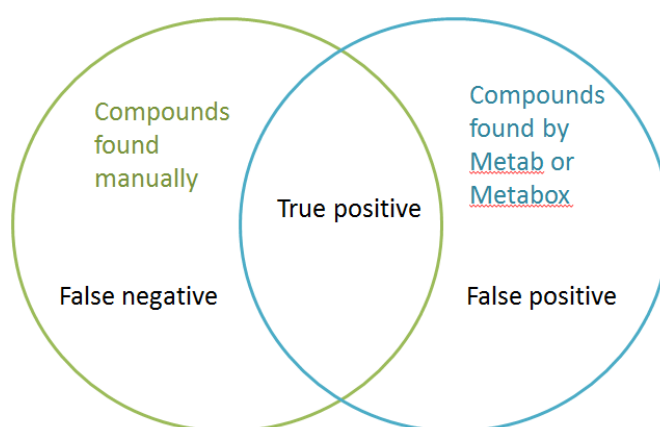 Compounds
found
manually
Compounds
found by
Metab or
Metabox
True positive
False negative
False positive